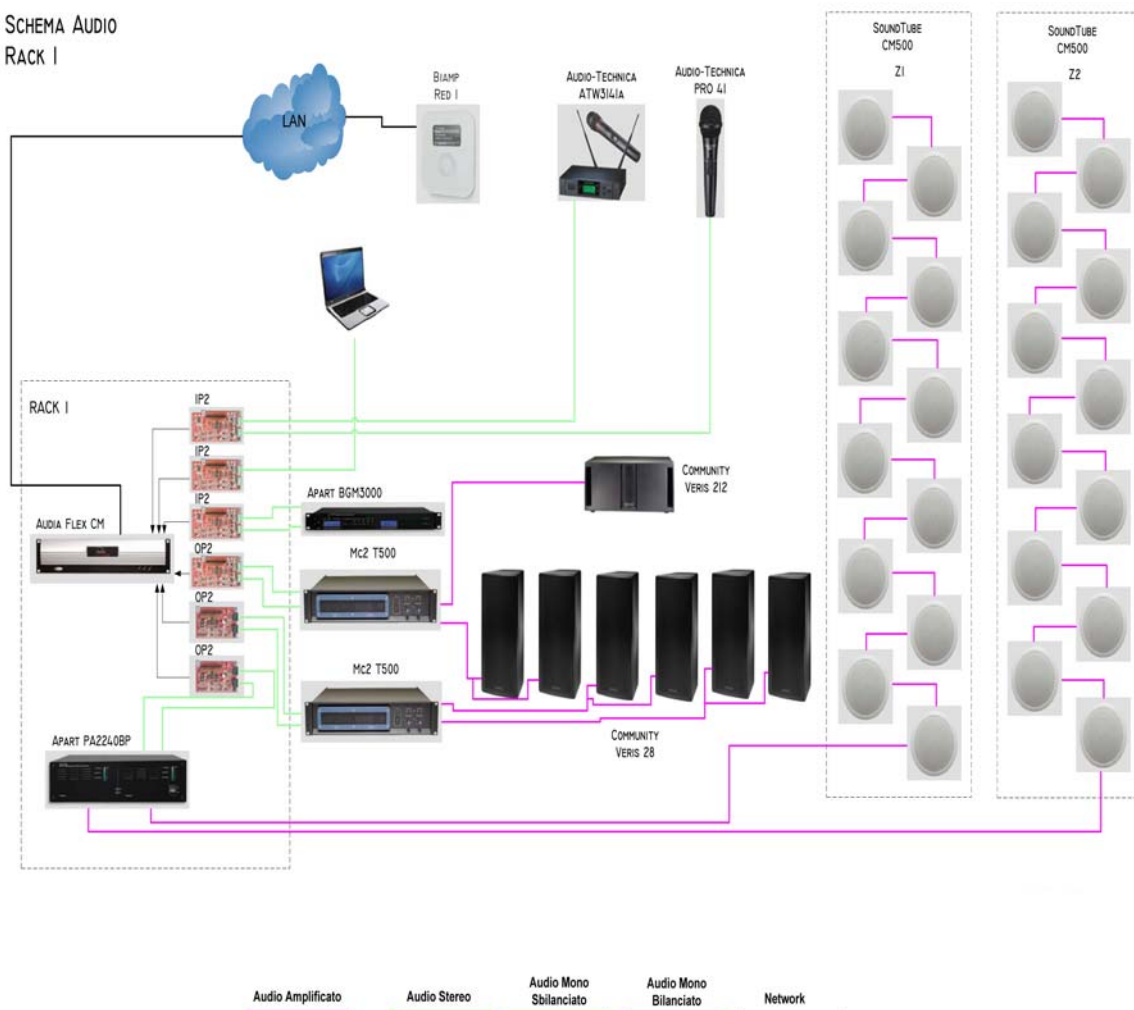 Schema Audio
Rack 1
LAN
Biamp
Red 1
Audio-Technica
ATW3141A
Audio-Technica
PRO 41
SoundTube
CM500
Z1
SoundTube
CM500
Z2
RACK 1
IP2
IP2
IP2
OP2
OP2
OP2
Audia Flex CM
Apart BGM3000
Mc2 T500
Mc2 T500
Community
Veris 212
Community
Veris 28
Apart PA2240BP
Audio Amplificato
Audio Stereo
Audio Mono
Sbilanciato
Audio Mono
Bilanciato
Network